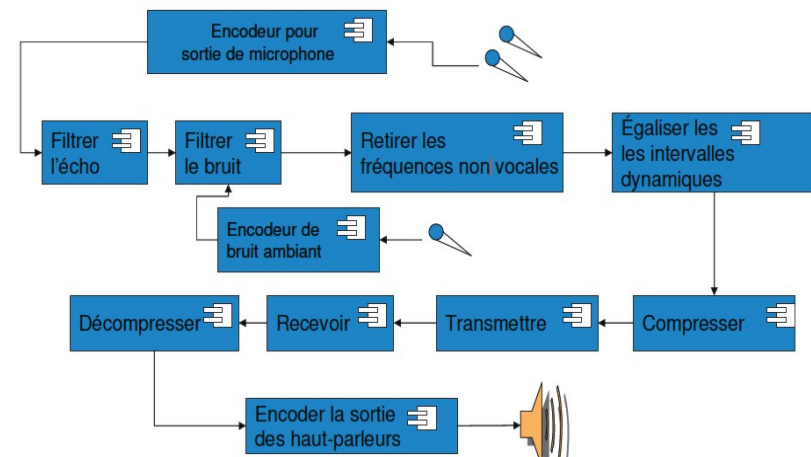 Encodeur pour
sortie de microphone
Filtrer
l'écho
Filtrer
le bruit
Retirer les
fréquences non vocales
Égaliser les
les intervalles
dynamiques
Encodeur de
bruit ambiant
Décompresser
Recevoir
Transmettre
Compresser
Encoder la sortie
des haut-parleurs